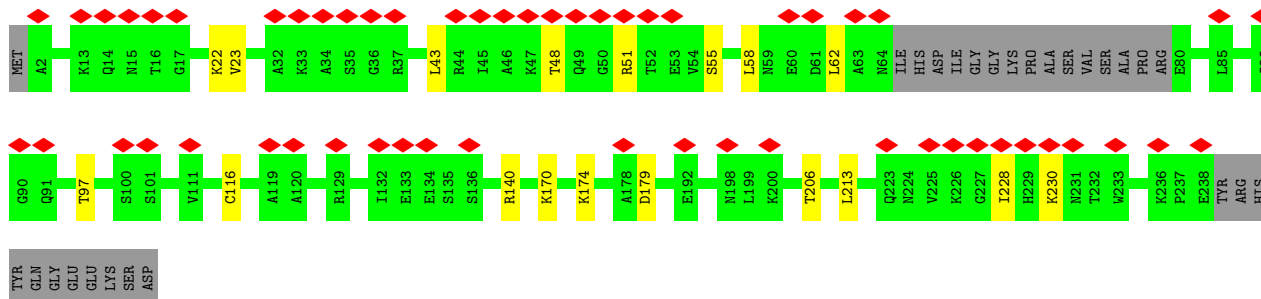 MET A2 K13 Q14 N15 T16 G17 K22 V23 A32 K33 A34 S35 G36 R37 L43 R44 I45 A46 K47 T48 Q49 G50 R51 T52 E53 V54 S55 L58 N59 E60 D61 L62 A63 N64 ILE HIS ASP ILE GLY GLY LYS PRO ALA SER VAL SER ALA PRO ARG E80 L85
G90 Q91 T97 S100 S101 V111 C116 A119 A120 R129 I132 E133 E134 S135 S136 R140 K170 K174 A178 D179 E192 N198 L199 K200 T206 L213 Q223 N224 V225 K226 G227 I228 H229 K230 N231 T232 W233 K236 P237 E238 TYR ARG HIS
TYR GLN GLY GLU GLU LYS SER ASP